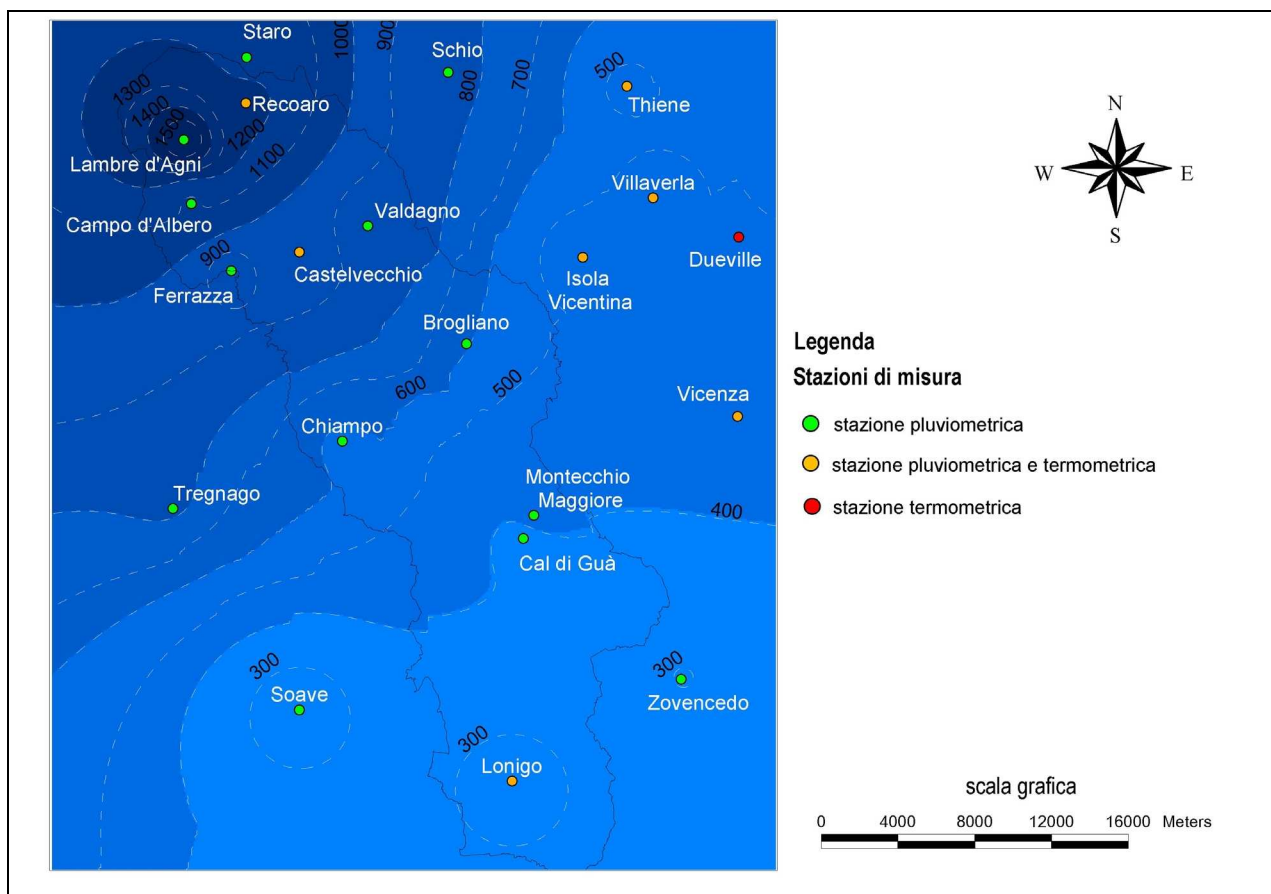 Staro
1000
900
Schio
800
700
500
Thiene
1300
1400
1500
Recoaro
1200
1100
Lambre d'Agni
Campo d'Albero
Valdagno
Villaverla
Dueville
900
Ferrazza
Castelvecchio
Isola
Vicentina
Brogliano
600
500
Chiampo
Vicenza
Tregnago
Montecchio
Maggiore
400
Cal di Guà
300
Soave
300
Zovencedo
300
Lonigo
N
W
E
S
Legenda
Stazioni di misura
stazione pluviometrica
stazione pluviometrica e termometrica
stazione termometrica
scala grafica
0 4000 8000 12000 16000 Meters